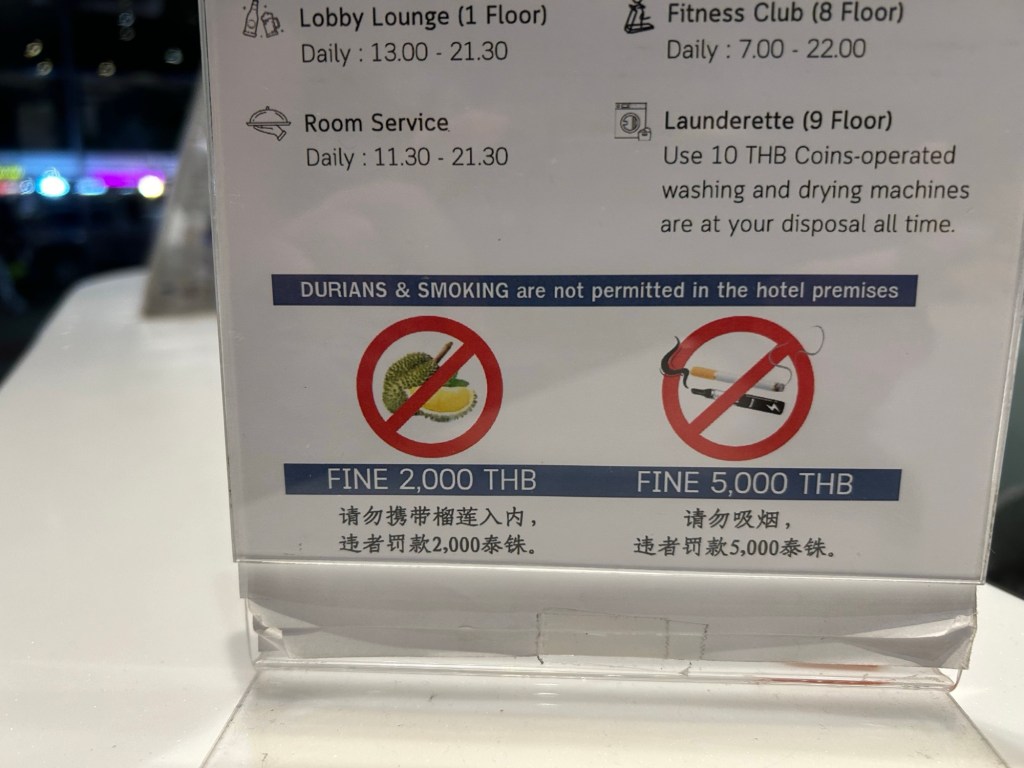 Lobby Lounge (1 Floor)
Daily : 13.00 - 21.30
Fitness Club (8 Floor)
Daily : 7.00 - 22.00
Room Service
Daily : 11.30 - 21.30
Launderette (9 Floor)
Use 10 THB Coins-operated
washing and drying machines
are at your disposal all time.
DURIANS & SMOKING are not permitted in the hotel premises
FINE 2,000 THB
请勿携带榴莲入内，
违者罚款2,000泰铢。
FINE 5,000 THB
请勿吸烟，
违者罚款5,000泰铢。